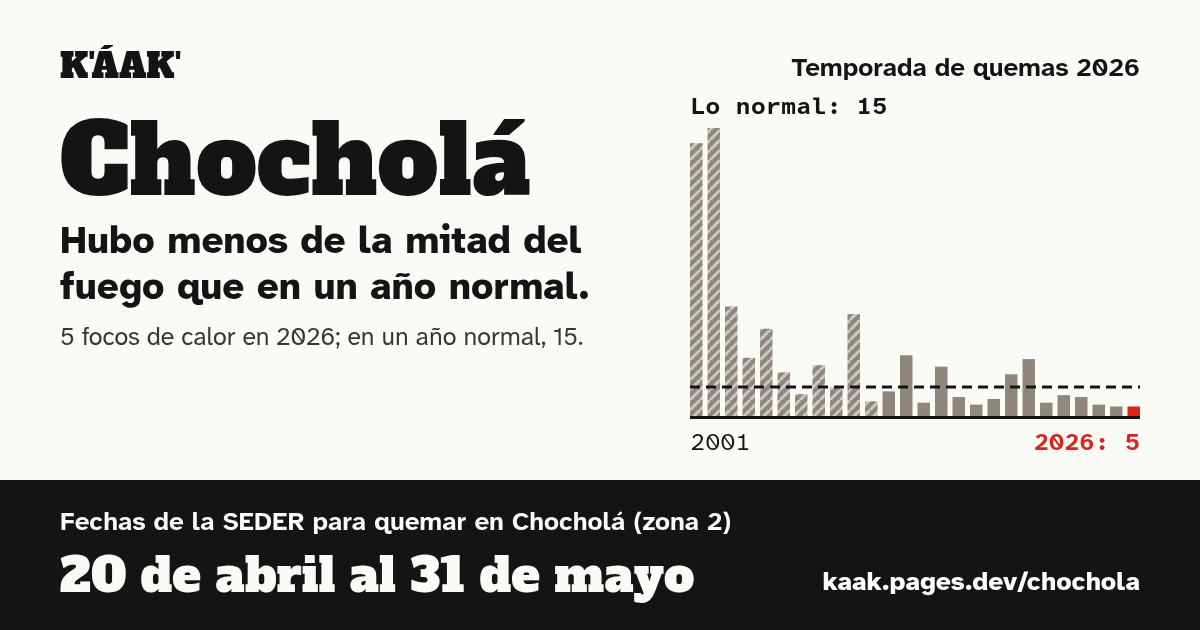 K'ÁAK'
Chocholá
Hubo menos de la mitad del
fuego que en un año normal.
5 focos de calor en 2026; en un año normal, 15.
Temporada de quemas 2026
Lo normal: 15
2001
2026: 5
Fechas de la SEDER para quemar en Chocholá (zona 2)
20 de abril al 31 de mayo
kaak.pages.dev/chochola